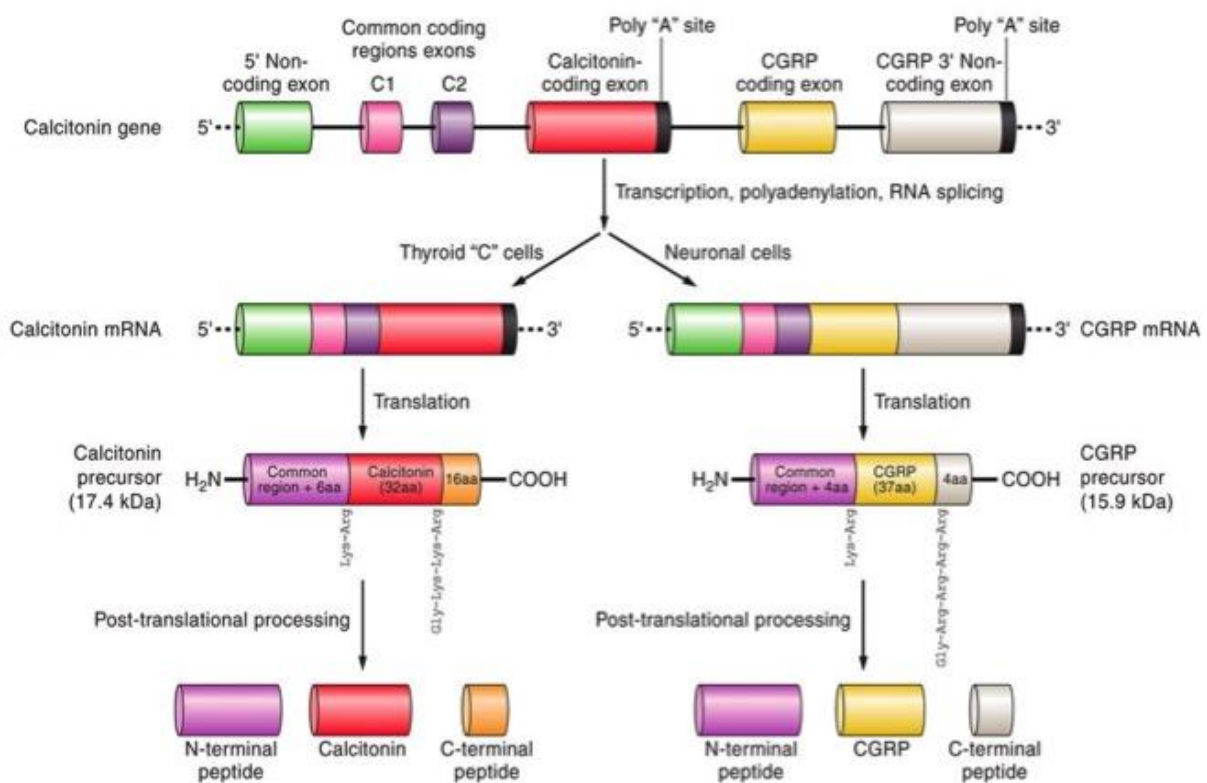 Common coding
regions exons
5' Non-
coding exon
C1
C2
Calcitonin-
coding exon
Poly "A" site
CGRP
coding exon
CGRP 3' Non-
coding exon
Poly "A" site
Calcitonin gene
5'
3'
Transcription, polyadenylation, RNA splicing
Thyroid "C" cells
Neuronal cells
Calcitonin mRNA
5'
3'
5'
3'
CGRP mRNA
Translation
Translation
Calcitonin
precursor
(17.4 kDa)
H₂N
Common
region + 6aa
Calcitonin
(32aa)
16aa
COOH
H₂N
Common
region + 4aa
CGRP
(37aa)
4aa
COOH
CGRP
precursor
(15.9 kDa)
Lys-Arg
Gly-Lys-Lys-Arg
Lys-Arg
Gly-Arg-Arg-Arg-Arg
Post-translational processing
Post-translational processing
N-terminal
peptide
Calcitonin
C-terminal
peptide
N-terminal
peptide
CGRP
C-terminal
peptide